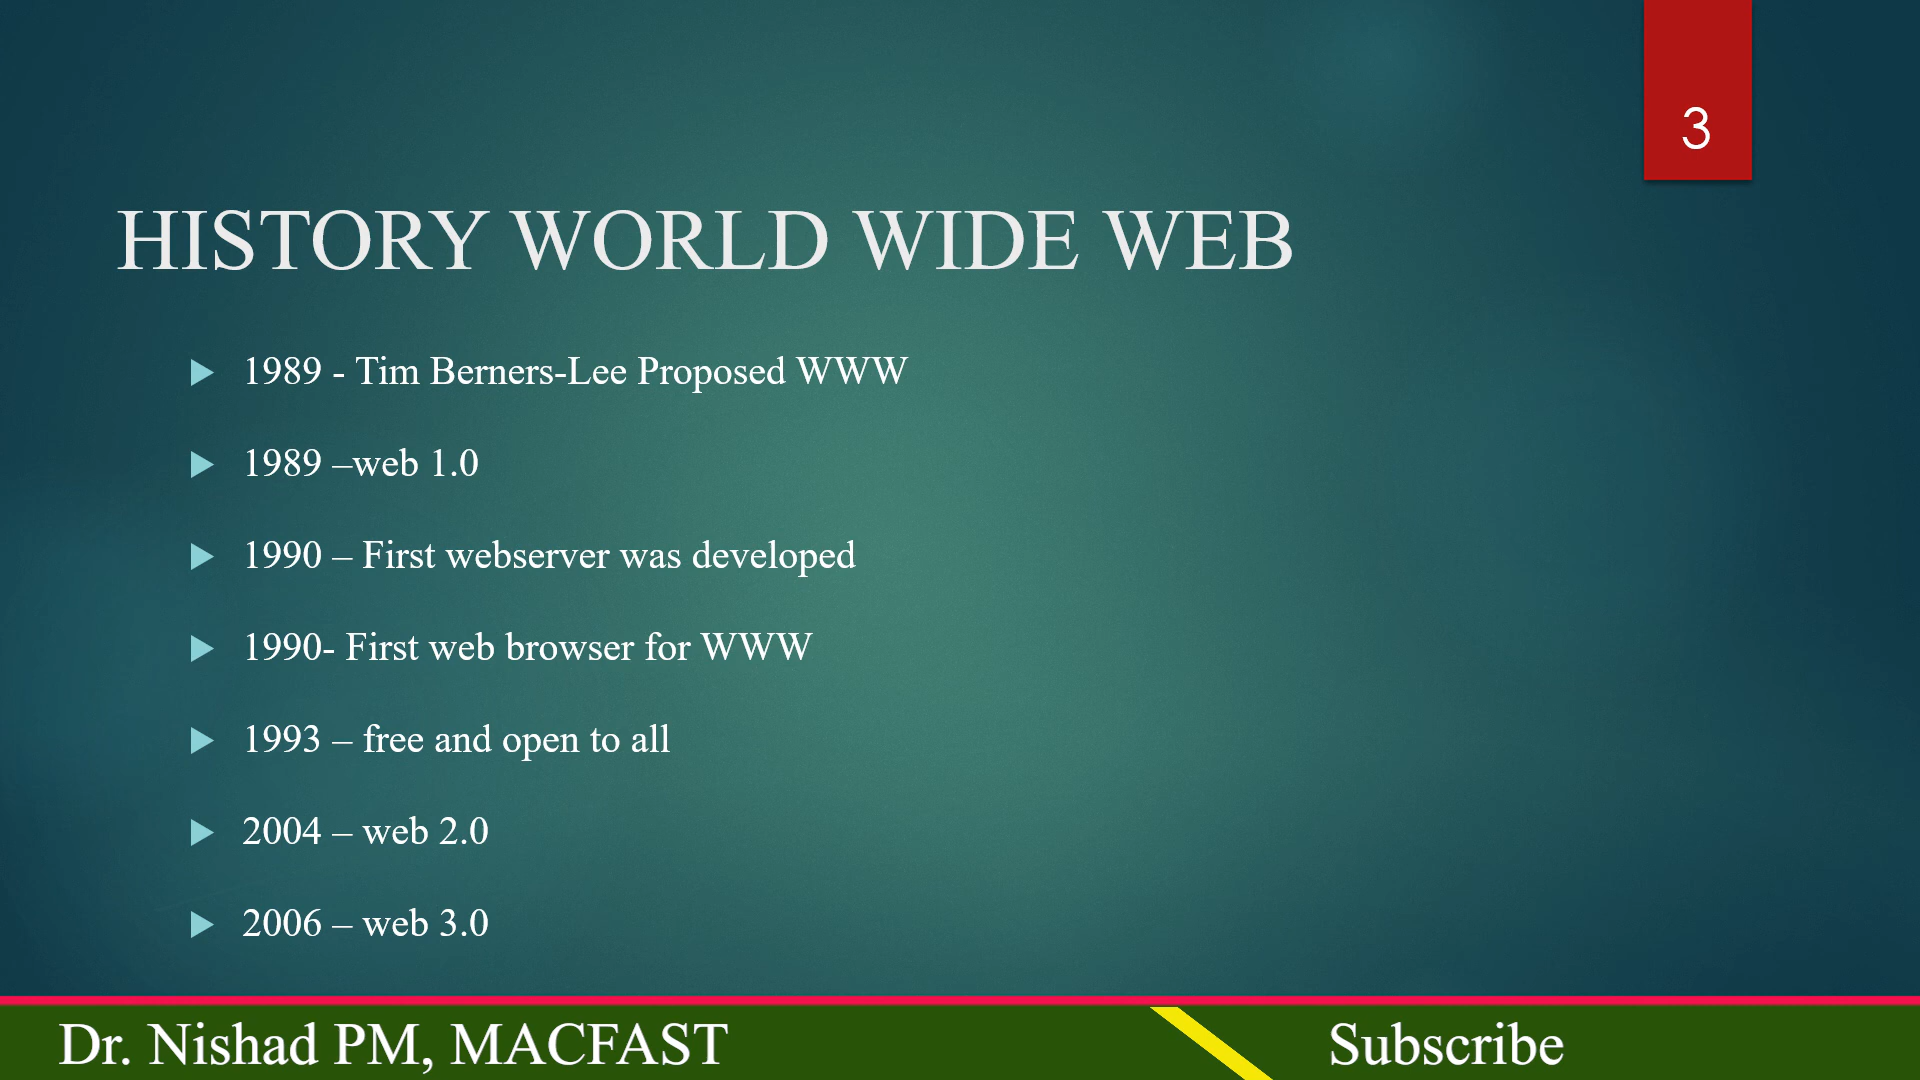 3
HISTORY WORLD WIDE WEB
1989 - Tim Berners-Lee Proposed WWW
1989 –web 1.0
1990 – First webserver was developed
1990- First web browser for WWW
1993 – free and open to all
2004 – web 2.0
2006 – web 3.0
Dr. Nishad PM, MACFAST
Subscribe